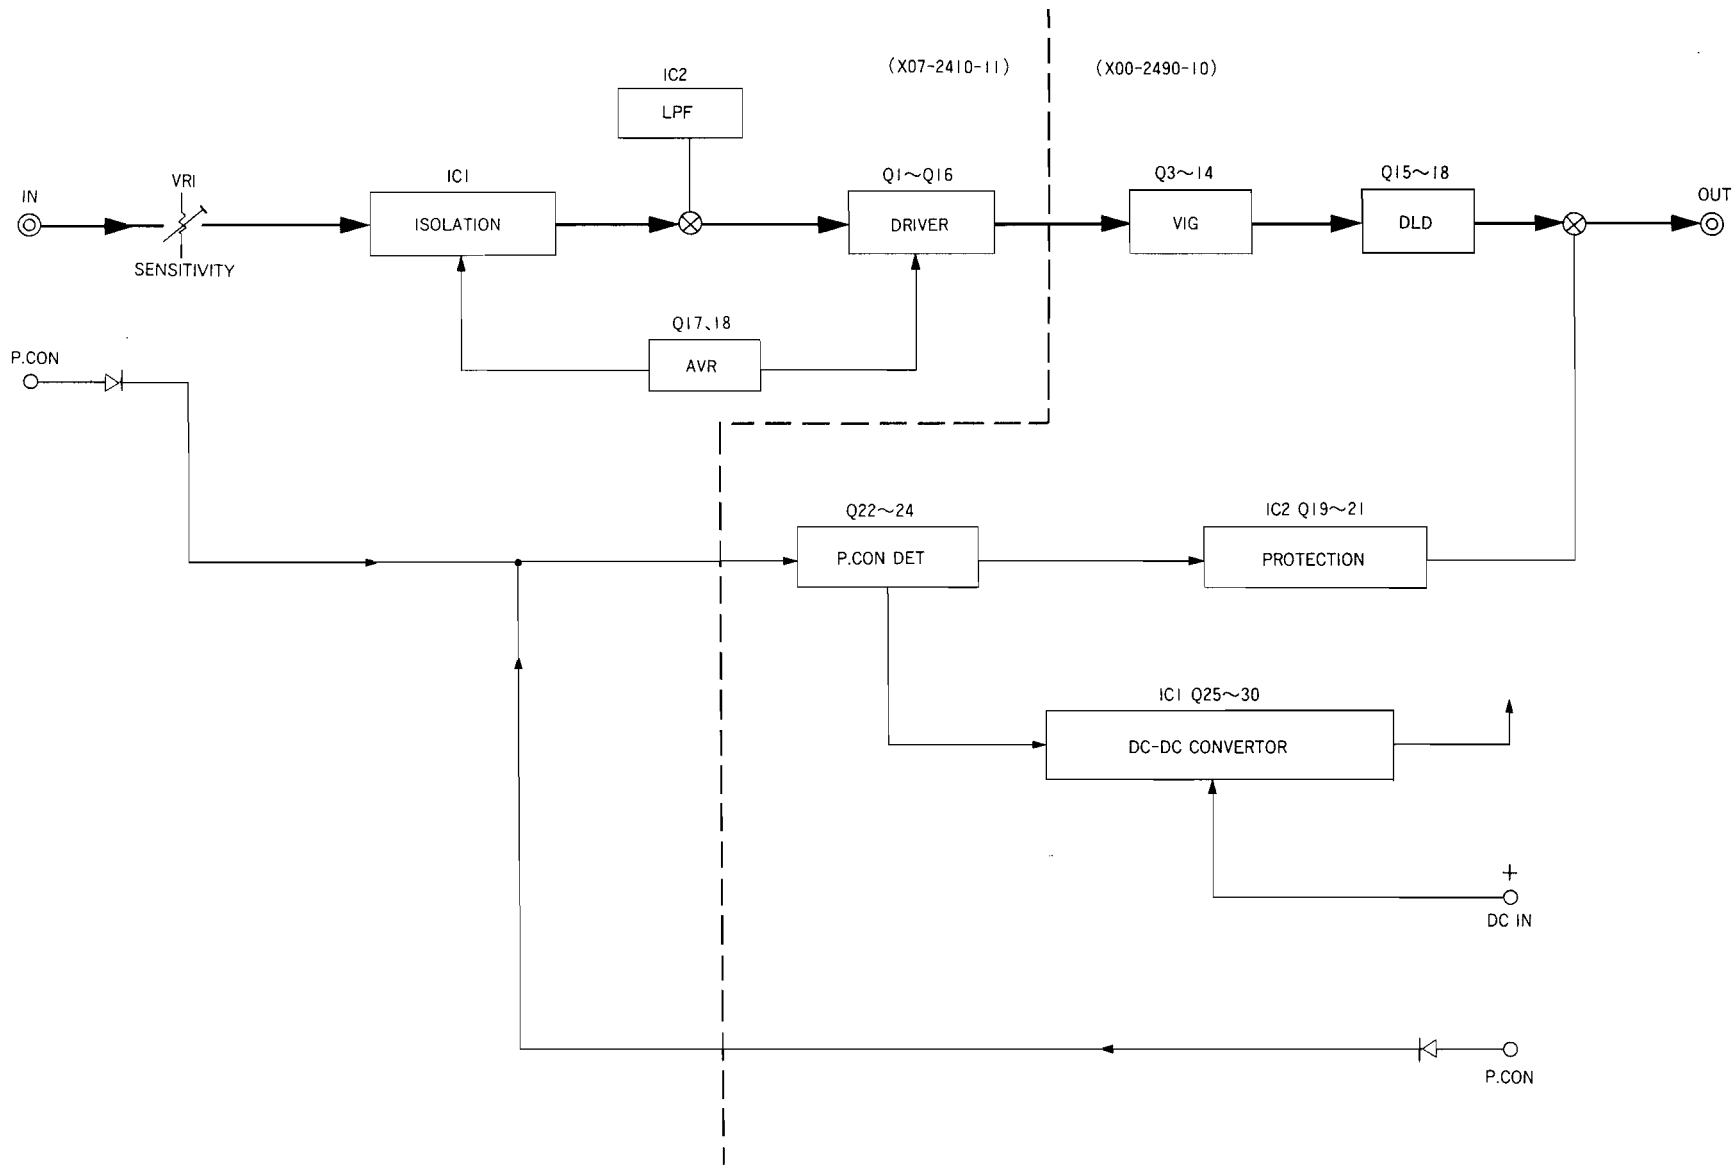 (X07-2410-11)
(X00-2490-10)
IC2
LPF
IN
VR1
SENSITIVITY
IC1
ISOLATION
Q1~Q16
DRIVER
Q3~14
VIG
Q15~18
DLD
OUT
Q17、18
AVR
P.CON
Q22~24
P.CON DET
IC2 Q19~21
PROTECTION
IC1 Q25~30
DC-DC CONVERTOR
+
DC IN
P.CON